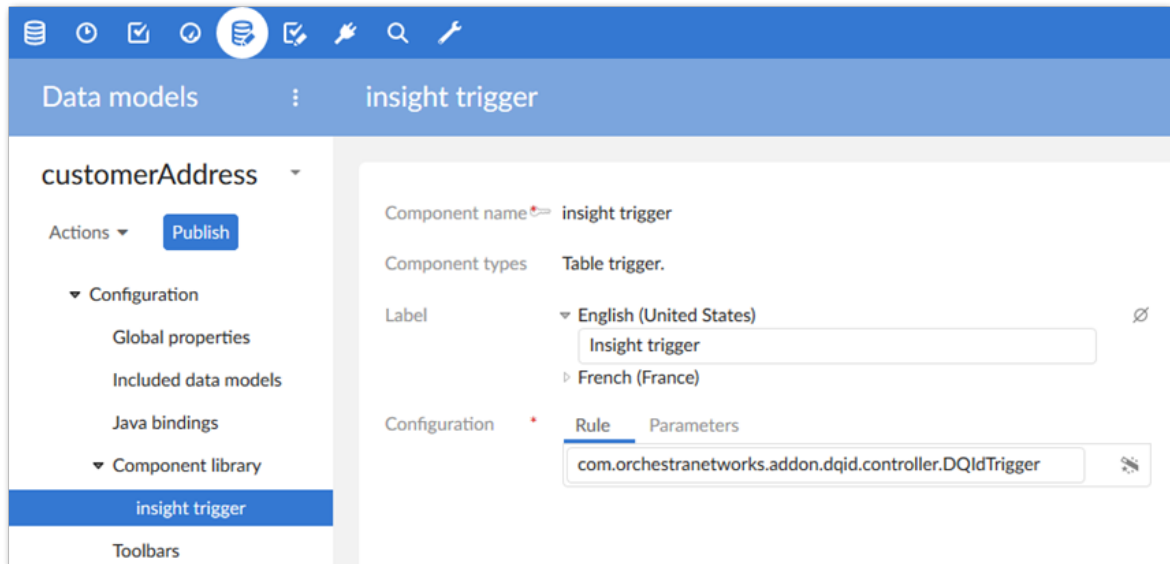 Data models
insight trigger
customerAddress
Actions
Publish
Configuration
Global properties
Included data models
Java bindings
Component library
insight trigger
Toolbars
Component name* insight trigger
Component types Table trigger.
Label English (United States)
Insight trigger
French (France)
Configuration * Rule Parameters
com.orchestranetworks.addon.dqid.controller.DQIdTrigger